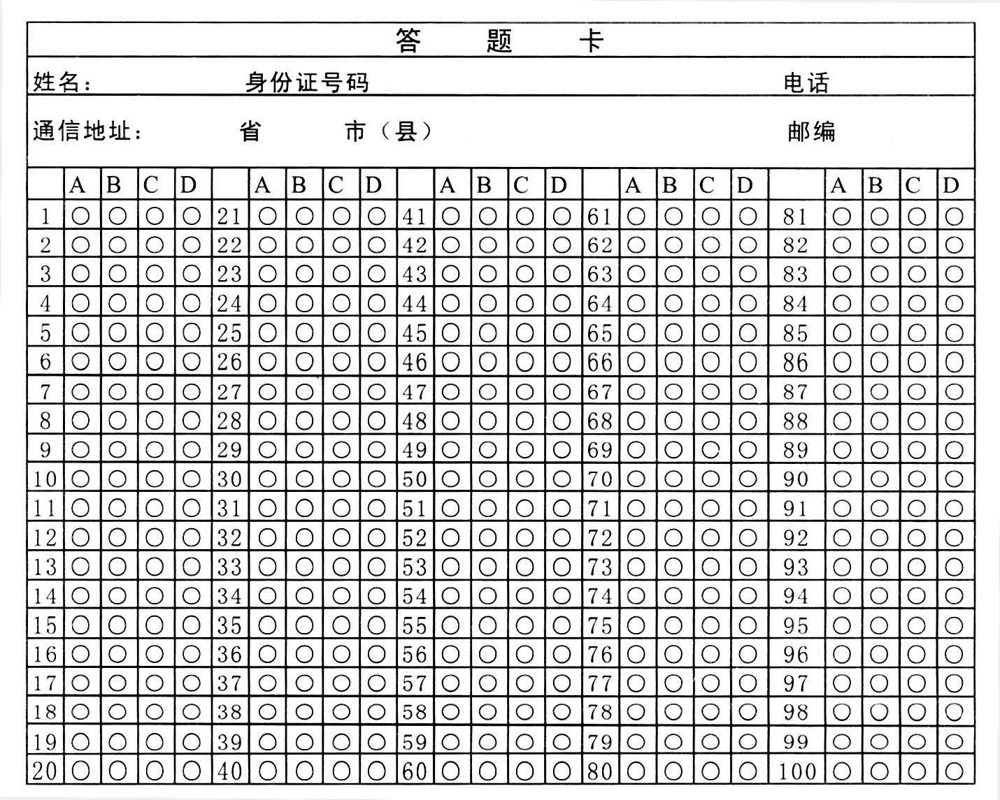 答 题 卡
姓名： 身份证号码 电话
通信地址： 省 市（县） 邮编
A B C D A B C D A B C D A B C D A B C D
1 ○ ○ ○ ○ 21 ○ ○ ○ ○ 41 ○ ○ ○ ○ 61 ○ ○ ○ ○ 81 ○ ○ ○ ○
2 ○ ○ ○ ○ 22 ○ ○ ○ ○ 42 ○ ○ ○ ○ 62 ○ ○ ○ ○ 82 ○ ○ ○ ○
3 ○ ○ ○ ○ 23 ○ ○ ○ ○ 43 ○ ○ ○ ○ 63 ○ ○ ○ ○ 83 ○ ○ ○ ○
4 ○ ○ ○ ○ 24 ○ ○ ○ ○ 44 ○ ○ ○ ○ 64 ○ ○ ○ ○ 84 ○ ○ ○ ○
5 ○ ○ ○ ○ 25 ○ ○ ○ ○ 45 ○ ○ ○ ○ 65 ○ ○ ○ ○ 85 ○ ○ ○ ○
6 ○ ○ ○ ○ 26 ○ ○ ○ ○ 46 ○ ○ ○ ○ 66 ○ ○ ○ ○ 86 ○ ○ ○ ○
7 ○ ○ ○ ○ 27 ○ ○ ○ ○ 47 ○ ○ ○ ○ 67 ○ ○ ○ ○ 87 ○ ○ ○ ○
8 ○ ○ ○ ○ 28 ○ ○ ○ ○ 48 ○ ○ ○ ○ 68 ○ ○ ○ ○ 88 ○ ○ ○ ○
9 ○ ○ ○ ○ 29 ○ ○ ○ ○ 49 ○ ○ ○ ○ 69 ○ ○ ○ ○ 89 ○ ○ ○ ○
10 ○ ○ ○ ○ 30 ○ ○ ○ ○ 50 ○ ○ ○ ○ 70 ○ ○ ○ ○ 90 ○ ○ ○ ○
11 ○ ○ ○ ○ 31 ○ ○ ○ ○ 51 ○ ○ ○ ○ 71 ○ ○ ○ ○ 91 ○ ○ ○ ○
12 ○ ○ ○ ○ 32 ○ ○ ○ ○ 52 ○ ○ ○ ○ 72 ○ ○ ○ ○ 92 ○ ○ ○ ○
13 ○ ○ ○ ○ 33 ○ ○ ○ ○ 53 ○ ○ ○ ○ 73 ○ ○ ○ ○ 93 ○ ○ ○ ○
14 ○ ○ ○ ○ 34 ○ ○ ○ ○ 54 ○ ○ ○ ○ 74 ○ ○ ○ ○ 94 ○ ○ ○ ○
15 ○ ○ ○ ○ 35 ○ ○ ○ ○ 55 ○ ○ ○ ○ 75 ○ ○ ○ ○ 95 ○ ○ ○ ○
16 ○ ○ ○ ○ 36 ○ ○ ○ ○ 56 ○ ○ ○ ○ 76 ○ ○ ○ ○ 96 ○ ○ ○ ○
17 ○ ○ ○ ○ 37 ○ ○ ○ ○ 57 ○ ○ ○ ○ 77 ○ ○ ○ ○ 97 ○ ○ ○ ○
18 ○ ○ ○ ○ 38 ○ ○ ○ ○ 58 ○ ○ ○ ○ 78 ○ ○ ○ ○ 98 ○ ○ ○ ○
19 ○ ○ ○ ○ 39 ○ ○ ○ ○ 59 ○ ○ ○ ○ 79 ○ ○ ○ ○ 99 ○ ○ ○ ○
20 ○ ○ ○ ○ 40 ○ ○ ○ ○ 60 ○ ○ ○ ○ 80 ○ ○ ○ ○ 100 ○ ○ ○ ○